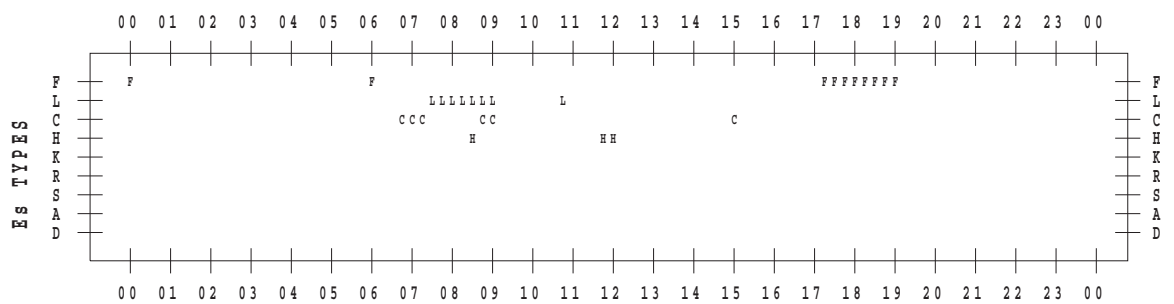 00 01 02 03 04 05 06 07 08 09 10 11 12 13 14 15 16 17 18 19 20 21 22 23 00
F F F FFFFFFFF F
L LLLLLLL L L
C CCC CC C C
H H HH H
K K
R R
S S
A A
D D
Es TYPES
00 01 02 03 04 05 06 07 08 09 10 11 12 13 14 15 16 17 18 19 20 21 22 23 00